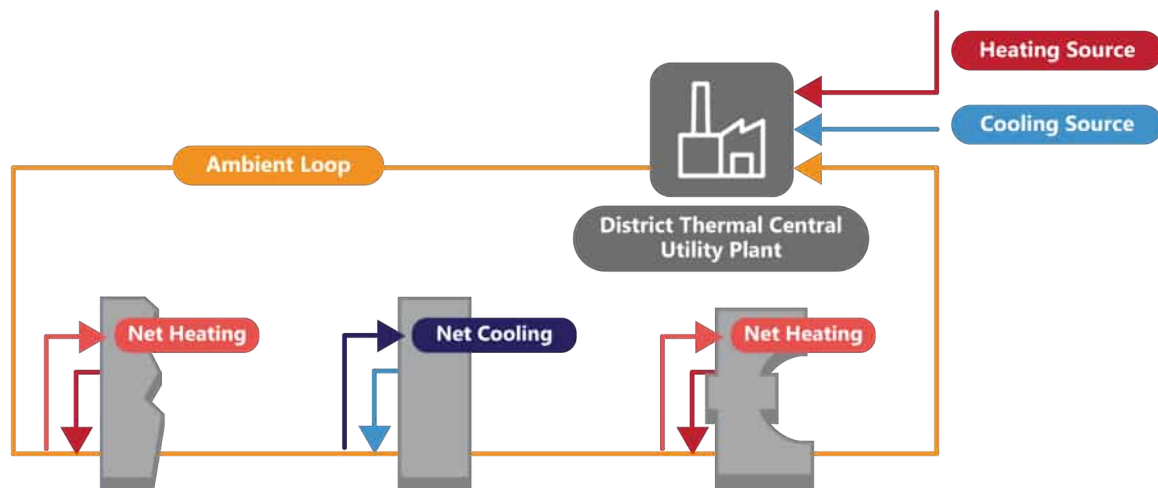 Heating Source
Cooling Source
Ambient Loop
District Thermal Central
Utility Plant
Net Heating
Net Cooling
Net Heating